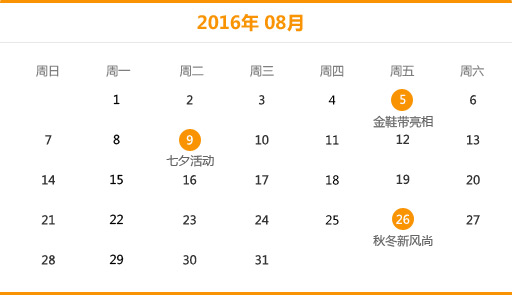 2016年 08月
周日 周一 周二 周三 周四 周五 周六
1 2 3 4 5 6
金鞋带亮相
7 8 9 10 11 12 13
七夕活动
14 15 16 17 18 19 20
21 22 23 24 25 26 27
秋冬新风尚
28 29 30 31